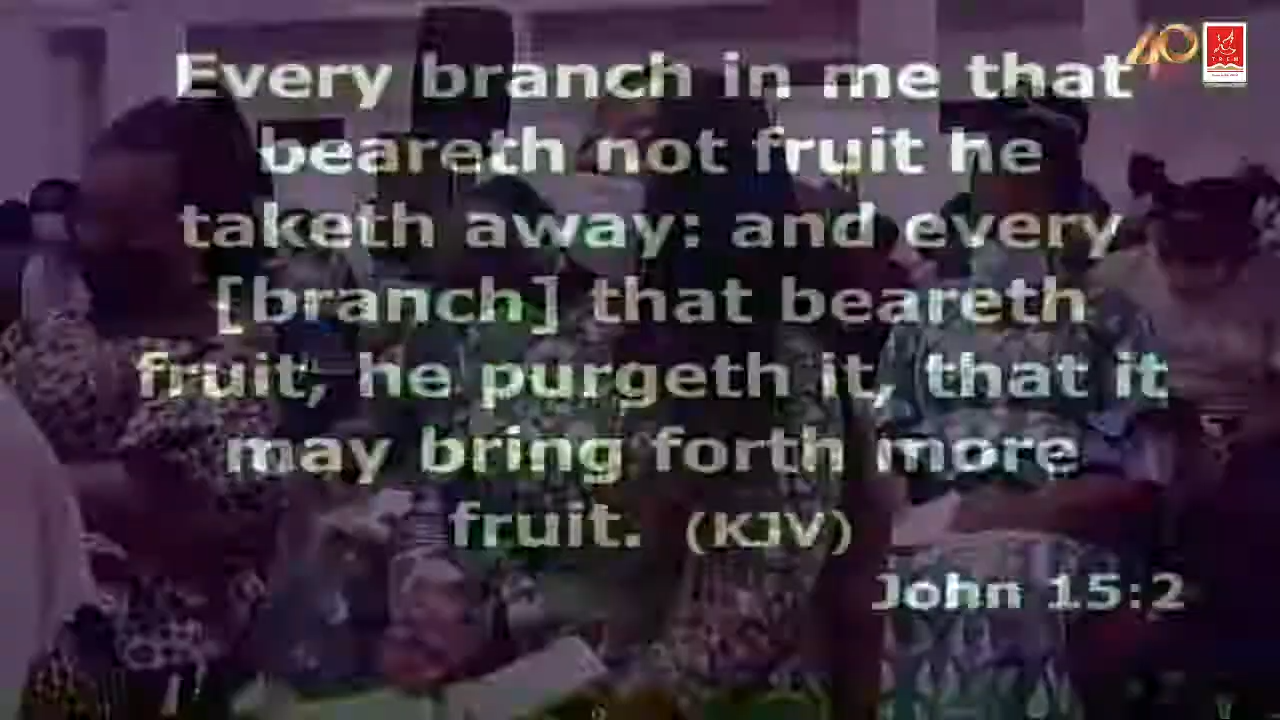 Every branch in me that
beareth not fruit he
taketh away: and every
[branch] that beareth
fruit, he purgeth it, that it
may bring forth more
fruit. (KJV)
John 15:2
40